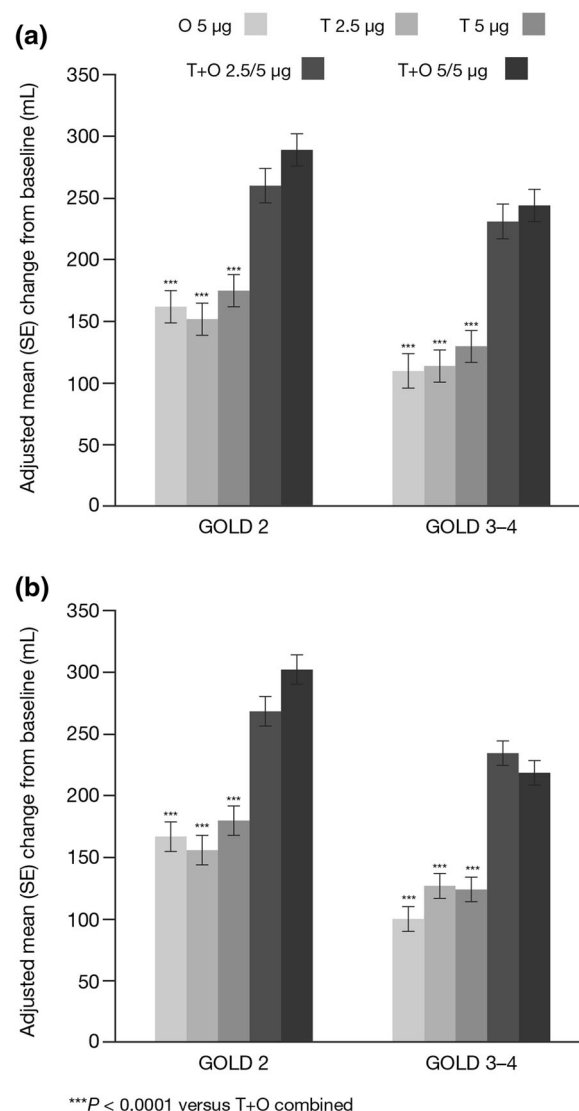 (a)
O 5 µg T 2.5 µg T 5 µg
T+O 2.5/5 µg T+O 5/5 µg
Adjusted mean (SE) change from baseline (mL)
350
300
250
200
150
100
50
0
*** *** ***
*** *** ***
GOLD 2 GOLD 3–4
(b)
Adjusted mean (SE) change from baseline (mL)
350
300
250
200
150
100
50
0
*** *** ***
*** *** ***
GOLD 2 GOLD 3–4
***P < 0.0001 versus T+O combined